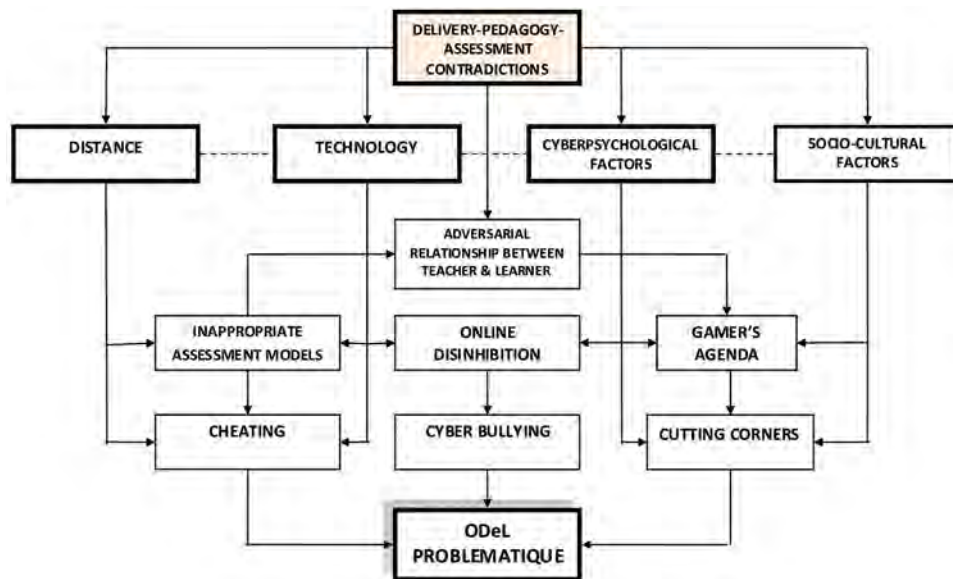 DELIVERY-PEDAGOGY-
ASSESSMENT
CONTRADICTIONS
DISTANCE
TECHNOLOGY
CYBERPSYCHOLOGICAL
FACTORS
SOCIO-CULTURAL
FACTORS
ADVERSARIAL
RELATIONSHIP BETWEEN
TEACHER & LEARNER
INAPPROPRIATE
ASSESSMENT MODELS
ONLINE
DISINHIBITION
GAMER'S
AGENDA
CHEATING
CYBER BULLYING
CUTTING CORNERS
ODeL
PROBLEMATIQUE